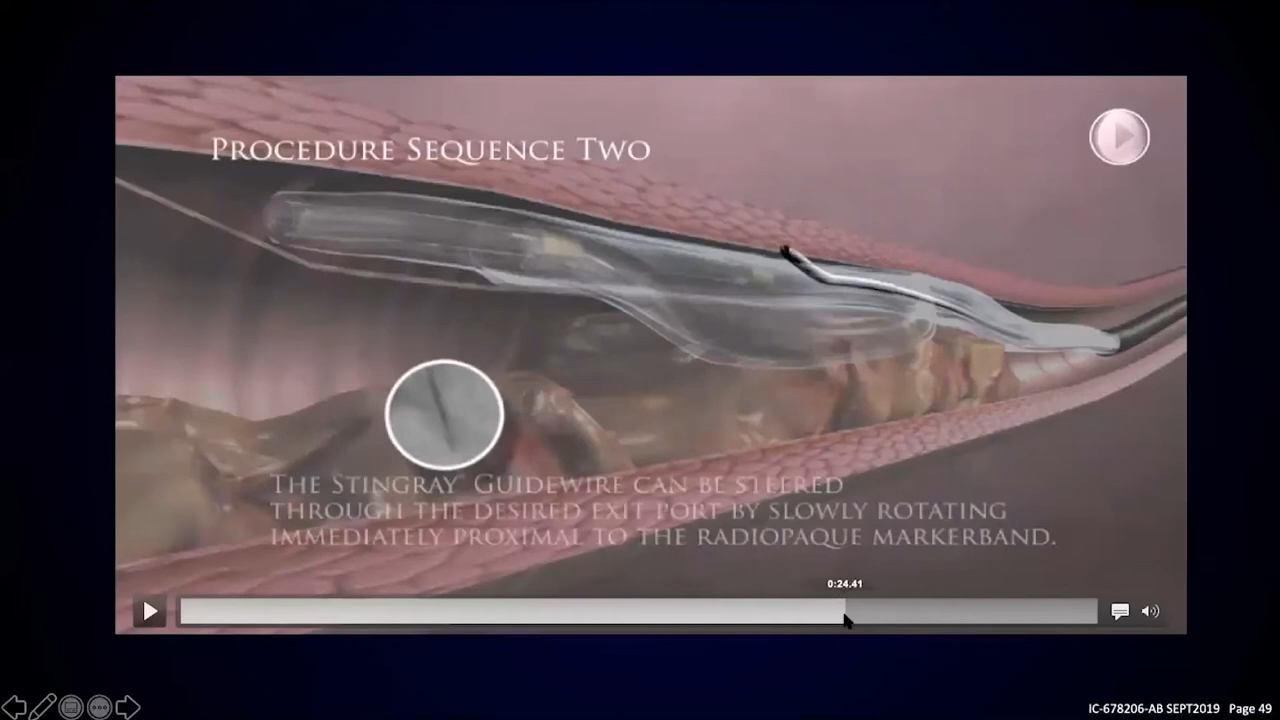 Procedure Sequence Two
The Stingray™ Guidewire can be steered
through the desired exit port by slowly rotating
immediately proximal to the radiopaque markerband.
0:24.41
IC-678206-AB SEPT2019 Page 49